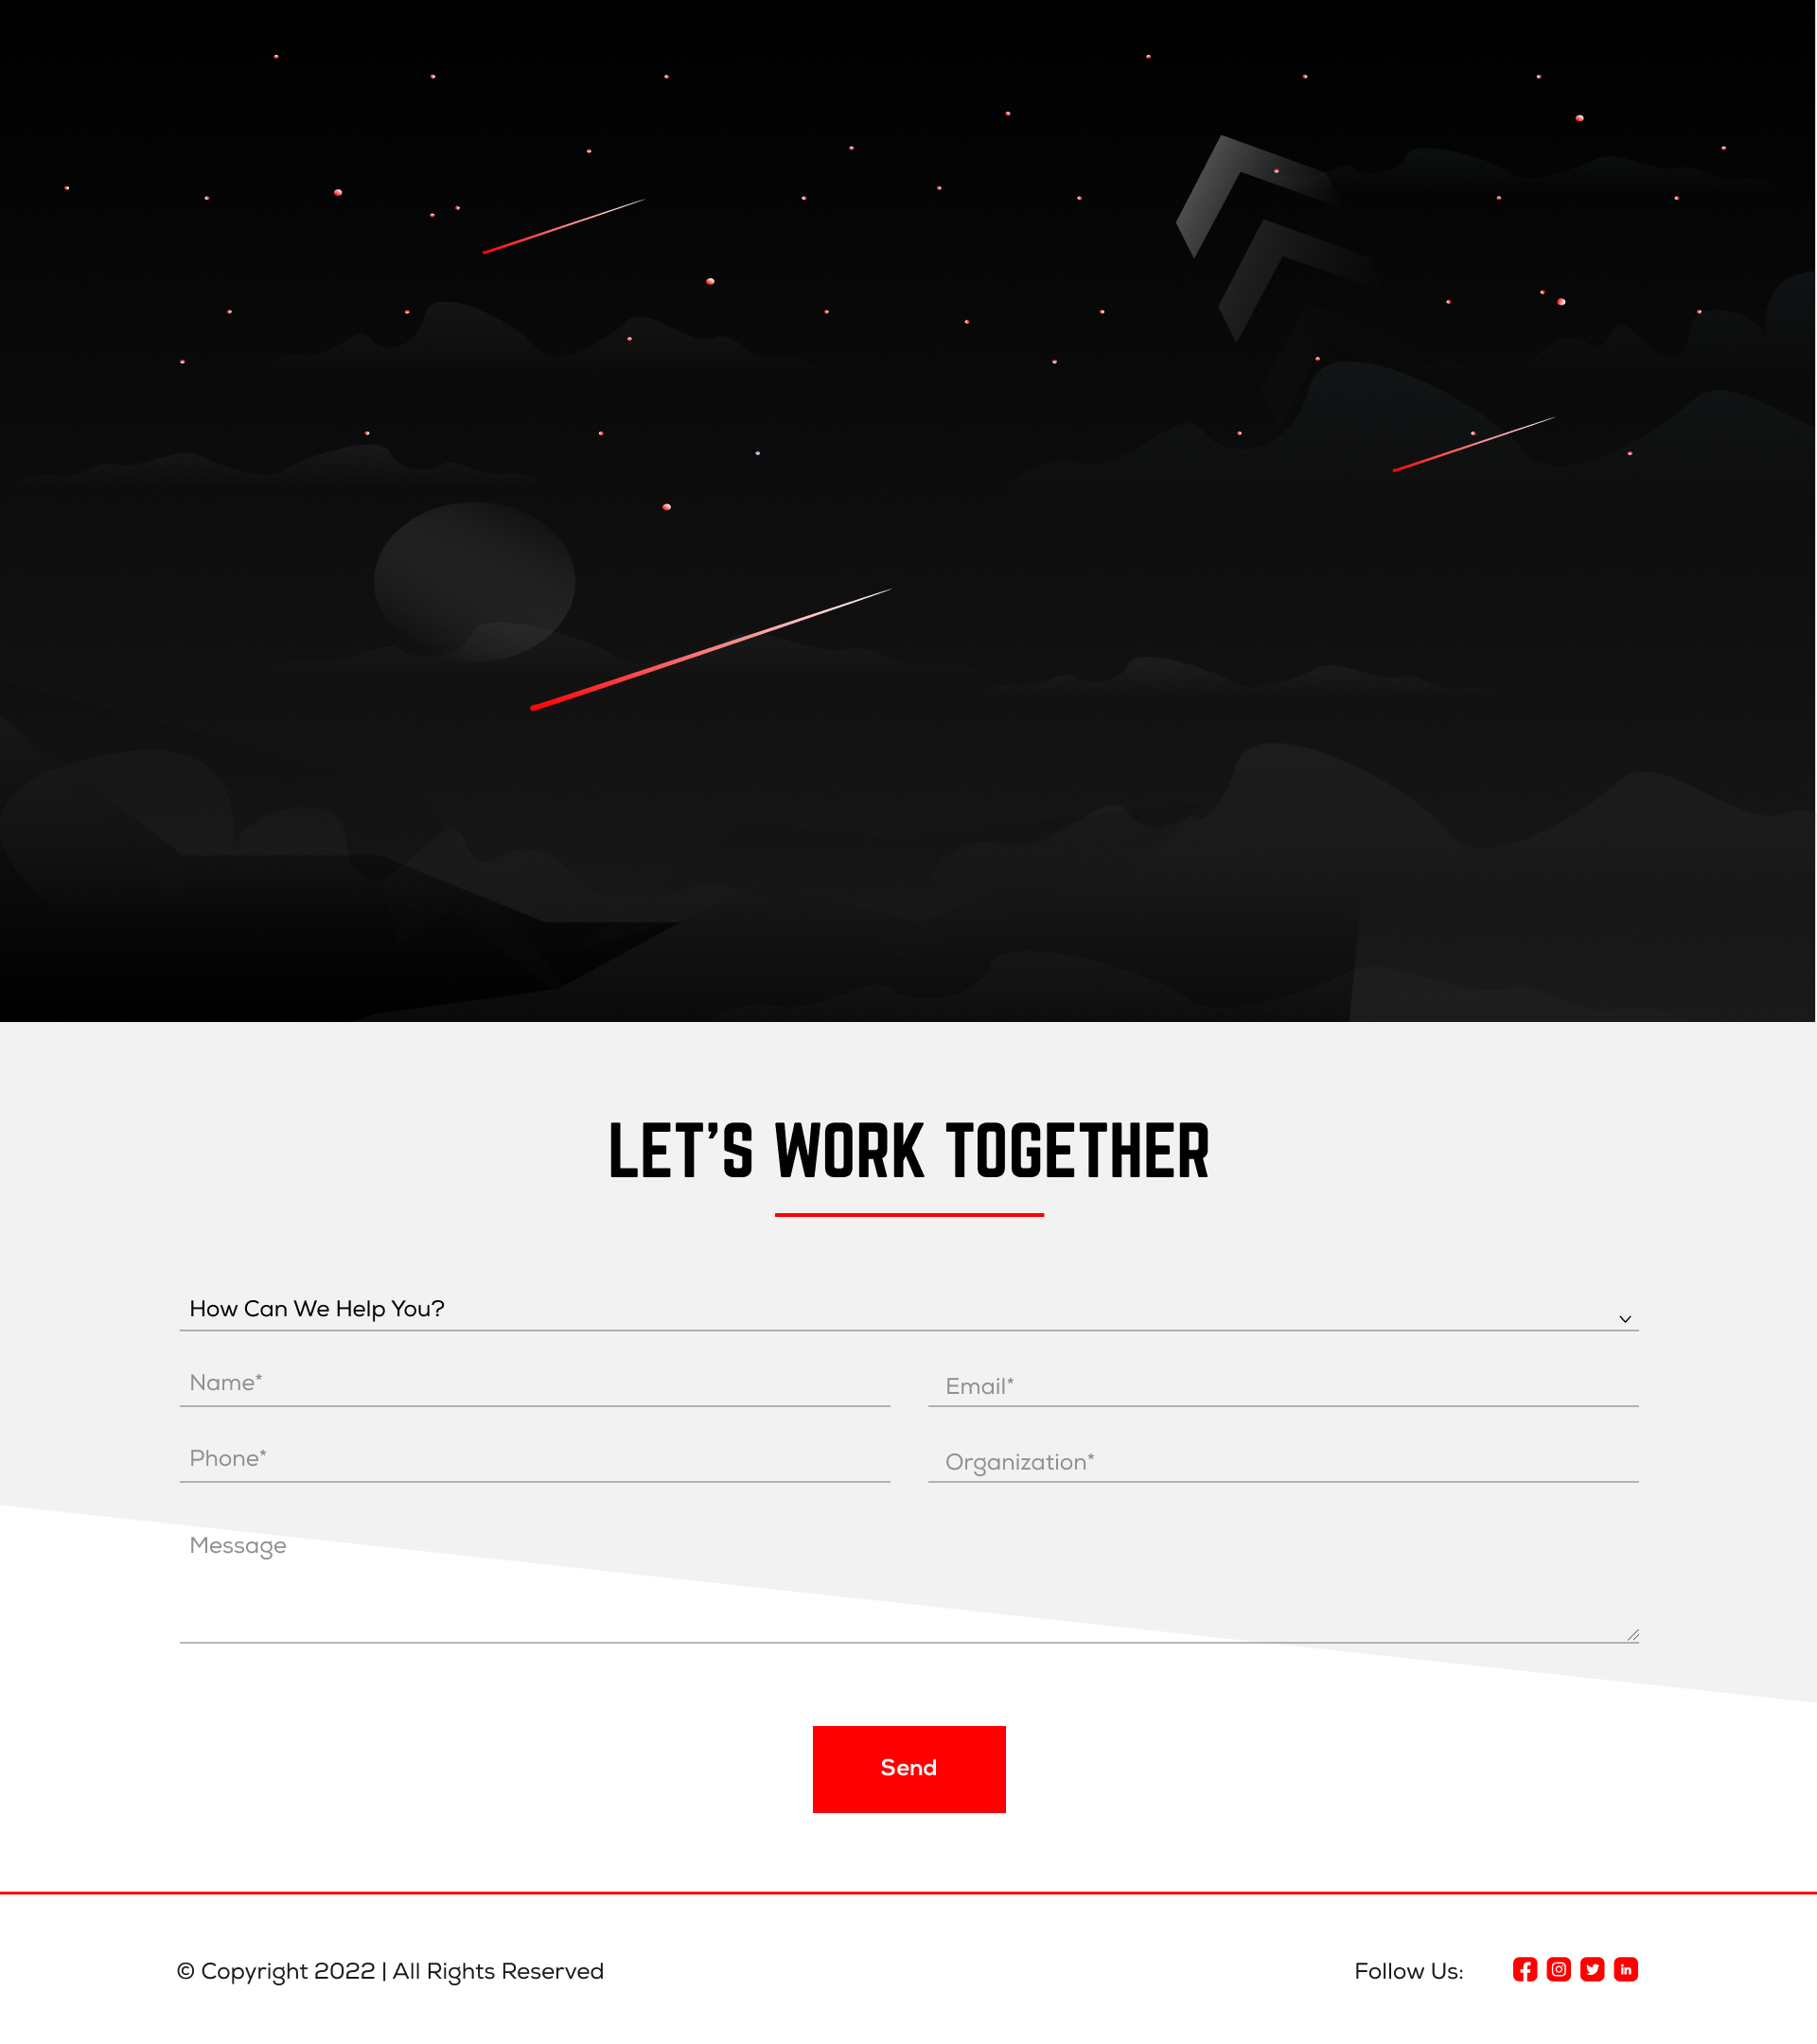 LET'S WORK TOGETHER
How Can We Help You?
Name*
Email*
Phone*
Organization*
Message
Send
© Copyright 2022 | All Rights Reserved
Follow Us: